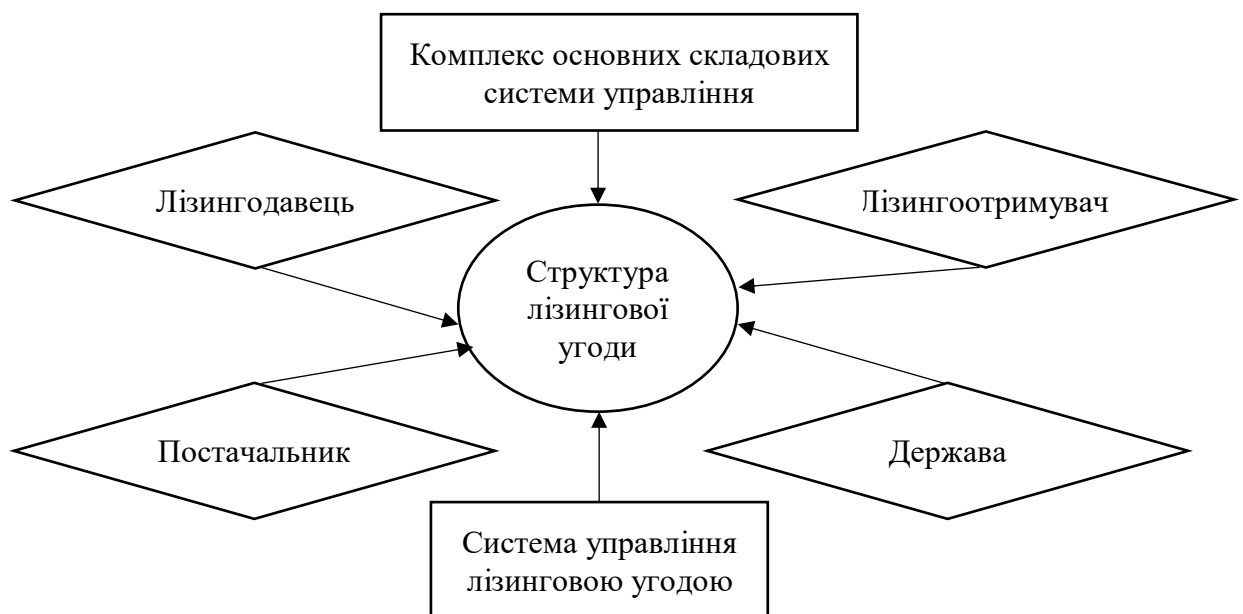 Комплекс основних складових
системи управління
Лізингодавець
Лізингоотримувач
Структура
лізингової
угоди
Постачальник
Держава
Система управління
лізинговою угодою